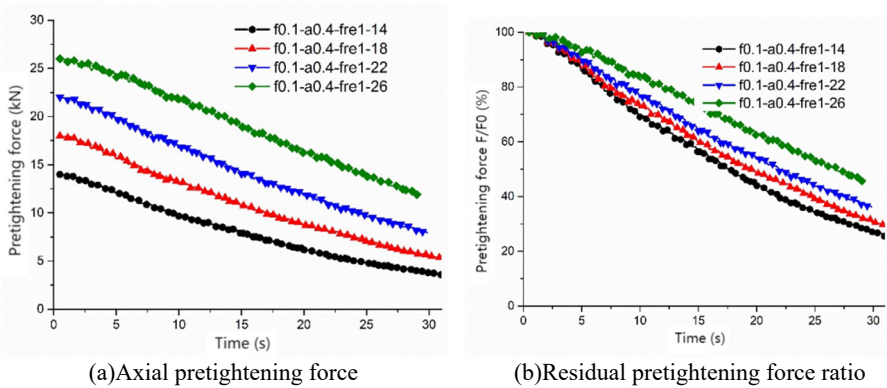 30
25
20
15
10
5
0
Pretightening force (kN)
f0.1-a0.4-fre1-14
f0.1-a0.4-fre1-18
f0.1-a0.4-fre1-22
f0.1-a0.4-fre1-26
0 5 10 15 20 25 30
Time (s)
(a)Axial pretightening force
100
80
60
40
20
0
Pretightening force F/F0 (%)
f0.1-a0.4-fre1-14
f0.1-a0.4-fre1-18
f0.1-a0.4-fre1-22
f0.1-a0.4-fre1-26
0 5 10 15 20 25 30
Time (s)
(b)Residual pretightening force ratio